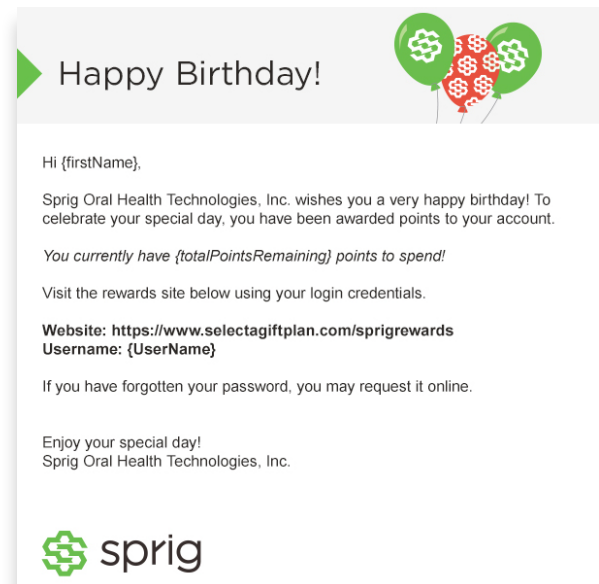 Happy Birthday!
Hi {firstName},
Sprig Oral Health Technologies, Inc. wishes you a very happy birthday! To
celebrate your special day, you have been awarded points to your account.
You currently have {totalPointsRemaining} points to spend!
Visit the rewards site below using your login credentials.
Website: https://www.selectagiftplan.com/sprigrewards
Username: {UserName}
If you have forgotten your password, you may request it online.
Enjoy your special day!
Sprig Oral Health Technologies, Inc.
sprig